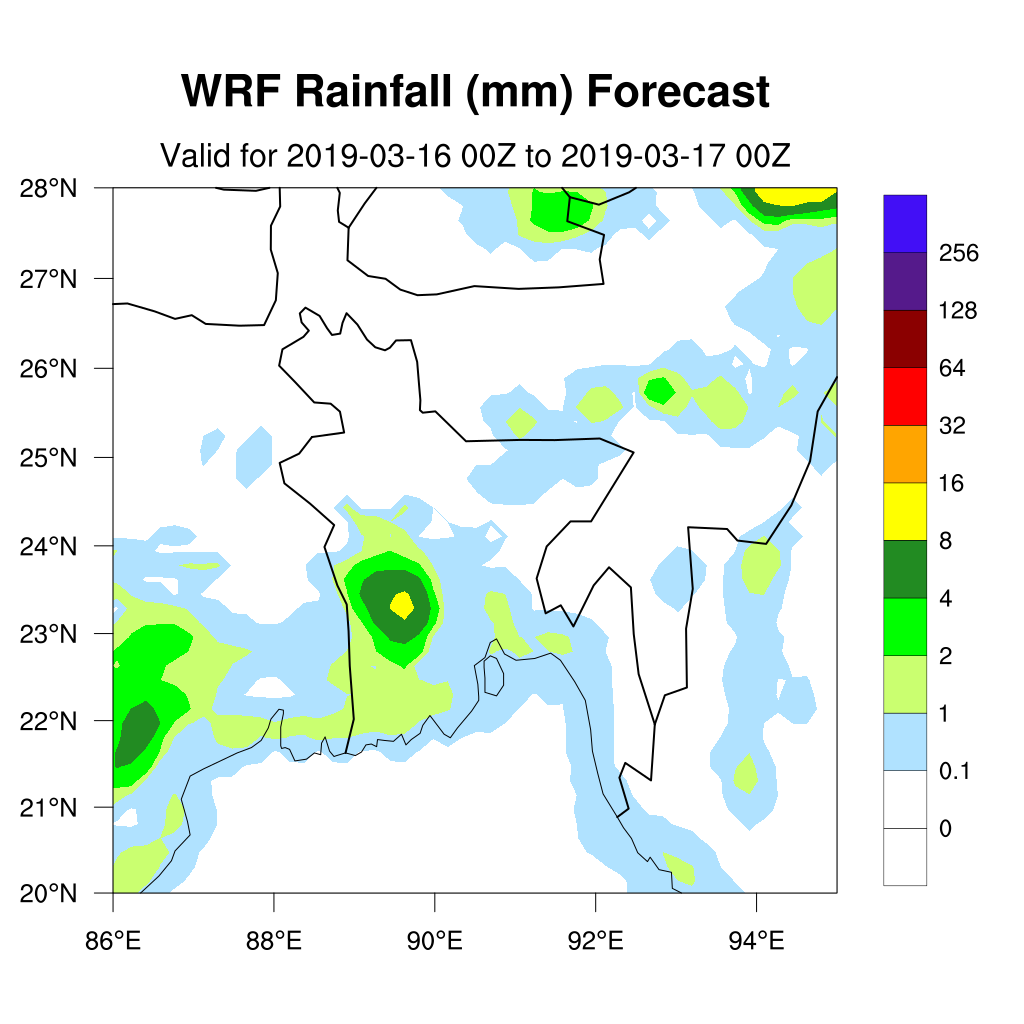 WRF Rainfall (mm) Forecast
Valid for 2019-03-16 00Z to 2019-03-17 00Z
28°N
27°N
26°N
25°N
24°N
23°N
22°N
21°N
20°N
86°E 88°E 90°E 92°E 94°E
256
128
64
32
16
8
4
2
1
0.1
0